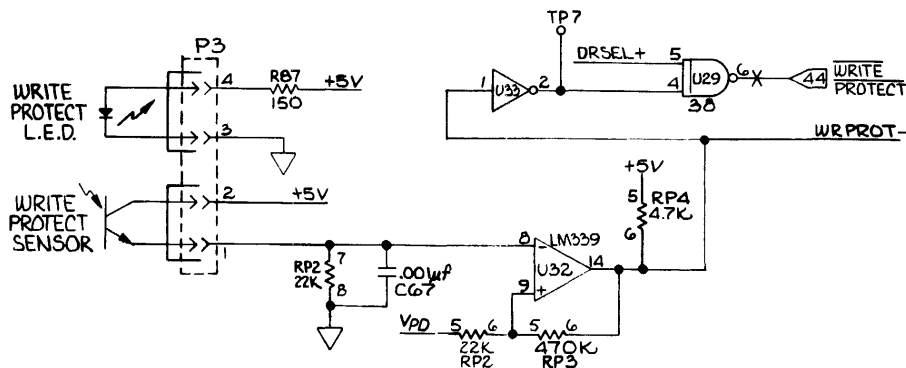 TP7
P3
DRSEL+
5
4
U29
6
38
44
WRITE
PROTECT
WRITE
PROTECT
L.E.D.
4
R87
150
+5V
3
1
U33
2
WRPROT-
WRITE
PROTECT
SENSOR
2
+5V
1
+5V
5
RP4
4.7K
6
RP2
22K
7
8
.001µf
C67
8
LM339
U32
14
9
+
-
VPD
5
6
22K
RP2
5
6
470K
RP3